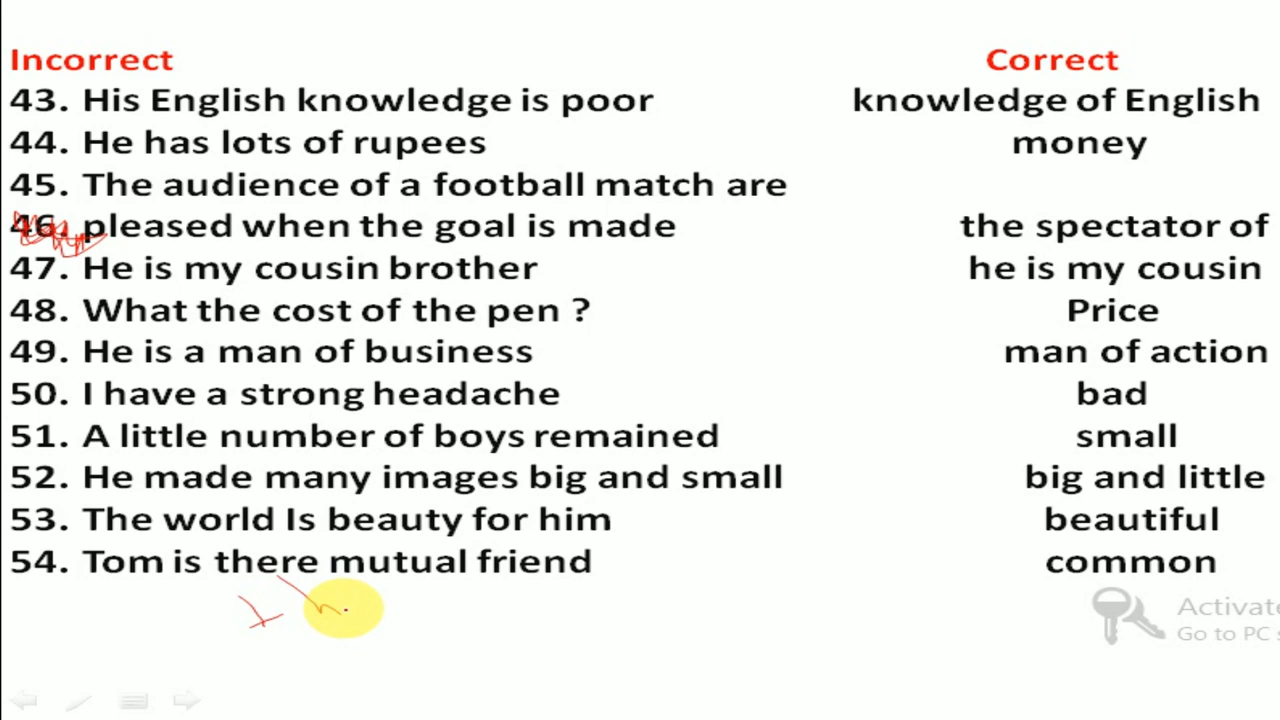 Incorrect Correct
43. His English knowledge is poor knowledge of English
44. He has lots of rupees money
45. The audience of a football match are
46. pleased when the goal is made the spectator of
47. He is my cousin brother he is my cousin
48. What the cost of the pen ? Price
49. He is a man of business man of action
50. I have a strong headache bad
51. A little number of boys remained small
52. He made many images big and small big and little
53. The world Is beauty for him beautiful
54. Tom is there mutual friend common
Activate
Go to PC s